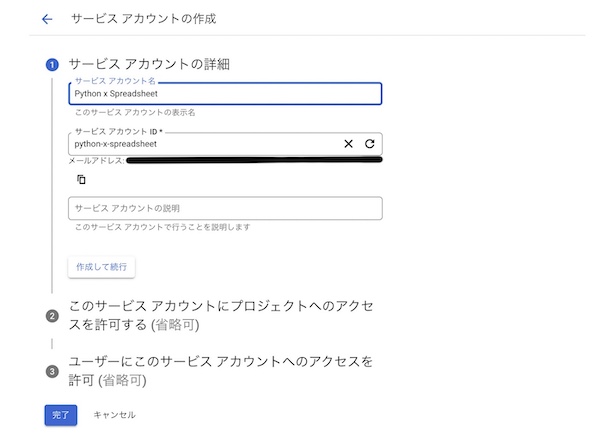 サービス アカウントの作成
1 サービス アカウントの詳細
サービス アカウント名
Python x Spreadsheet
このサービス アカウントの表示名
サービス アカウント ID *
python-x-spreadsheet
メールアドレス:
サービス アカウントの説明
このサービス アカウントで行うことを説明します
作成して続行
2 このサービス アカウントにプロジェクトへのアクセ
スを許可する (省略可)
3 ユーザーにこのサービス アカウントへのアクセスを
許可 (省略可)
完了 キャンセル